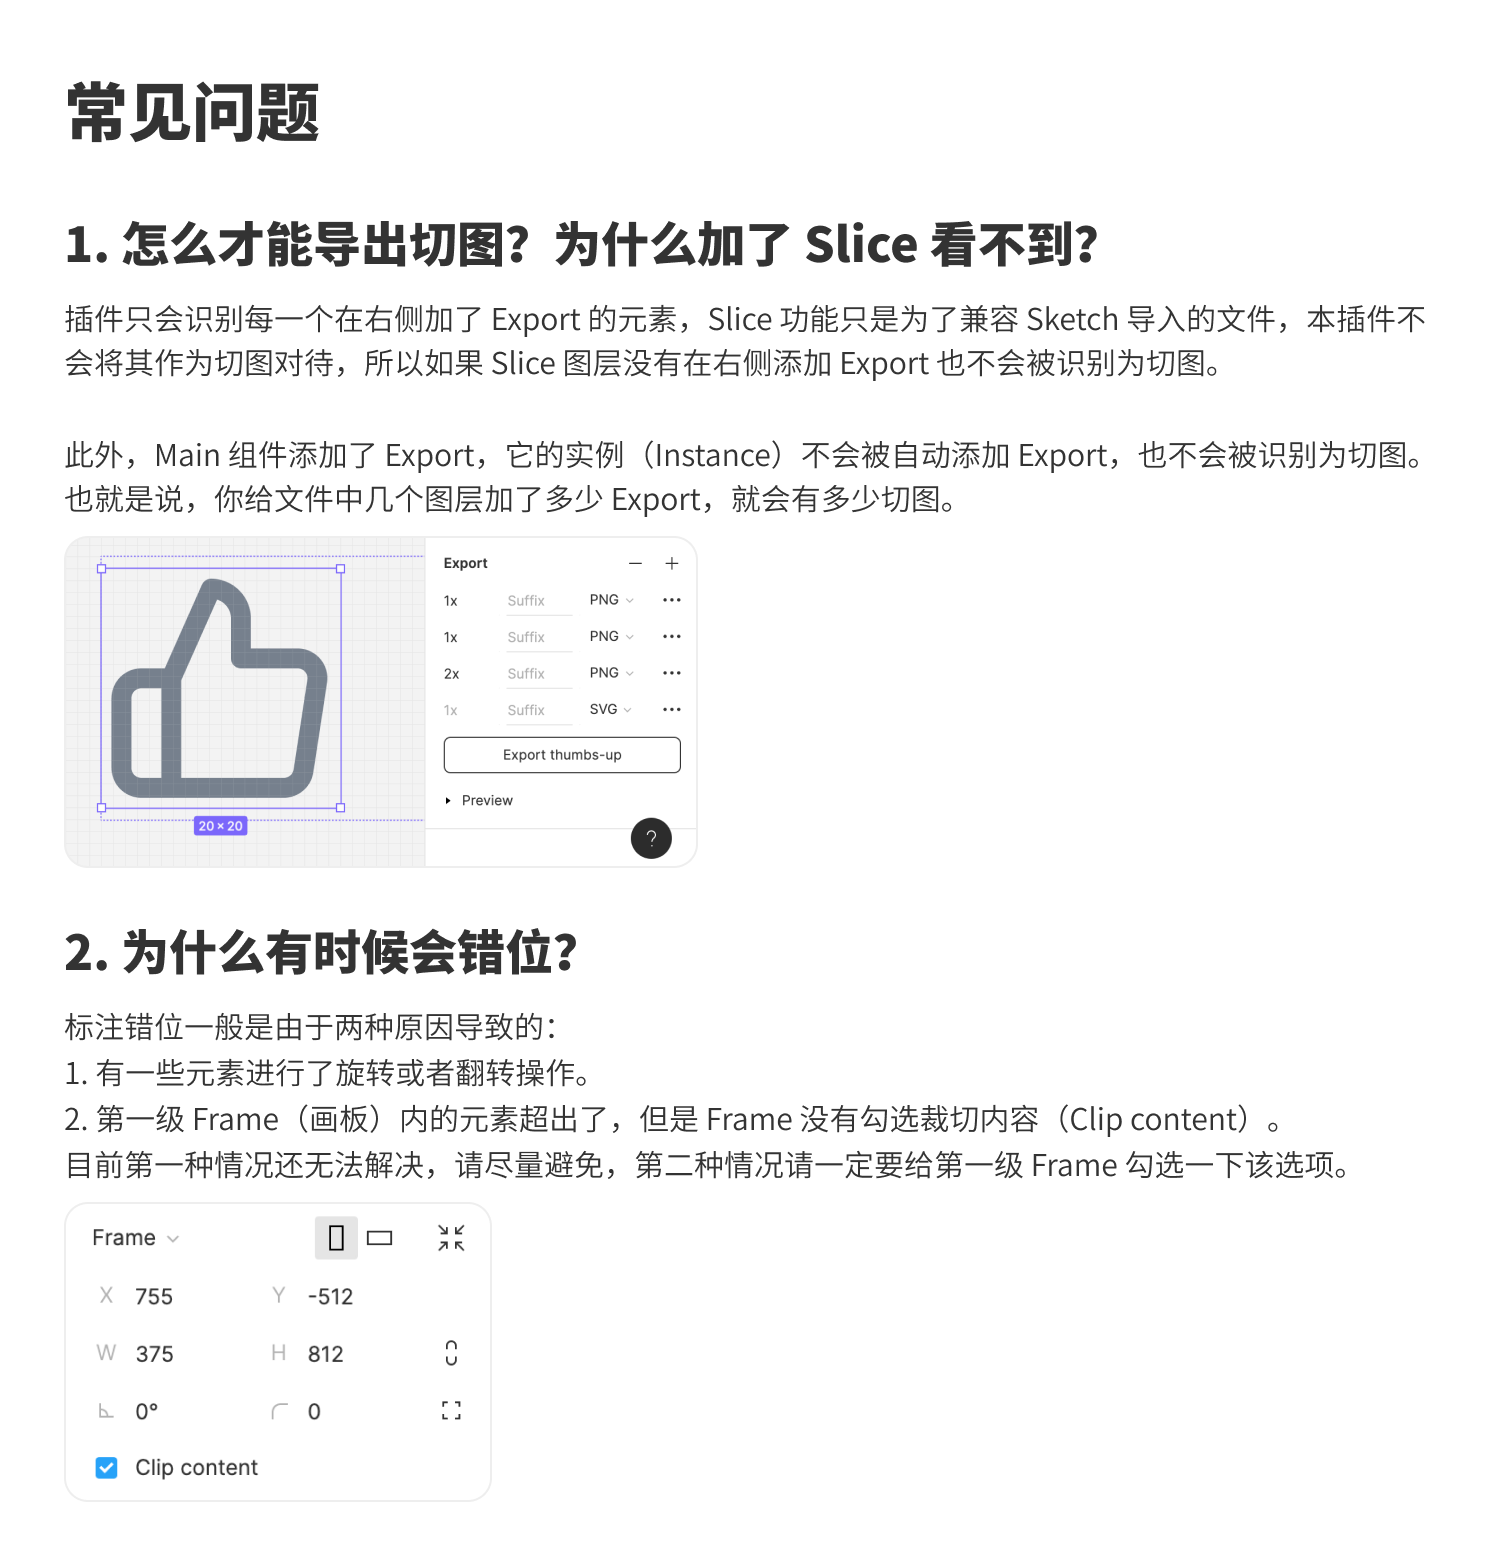 常见问题
1. 怎么才能导出切图？为什么加了 Slice 看不到？
插件只会识别每一个在右侧加了 Export 的元素，Slice 功能只是为了兼容 Sketch 导入的文件，本插件不
会将其作为切图对待，所以如果 Slice 图层没有在右侧添加 Export 也不会被识别为切图。
此外，Main 组件添加了 Export，它的实例（Instance）不会被自动添加 Export，也不会被识别为切图。
也就是说，你给文件中几个图层加了多少 Export，就会有多少切图。
Export
1x Suffix PNG
1x Suffix PNG
2x Suffix PNG
1x Suffix SVG
Export thumbs-up
Preview
20 × 20
?
2. 为什么有时候会错位？
标注错位一般是由于两种原因导致的：
1. 有一些元素进行了旋转或者翻转操作。
2. 第一级 Frame（画板）内的元素超出了，但是 Frame 没有勾选裁切内容（Clip content）。
目前第一种情况还无法解决，请尽量避免，第二种情况请一定要给第一级 Frame 勾选一下该选项。
Frame
X 755 Y -512
W 375 H 812
0° 0
Clip content